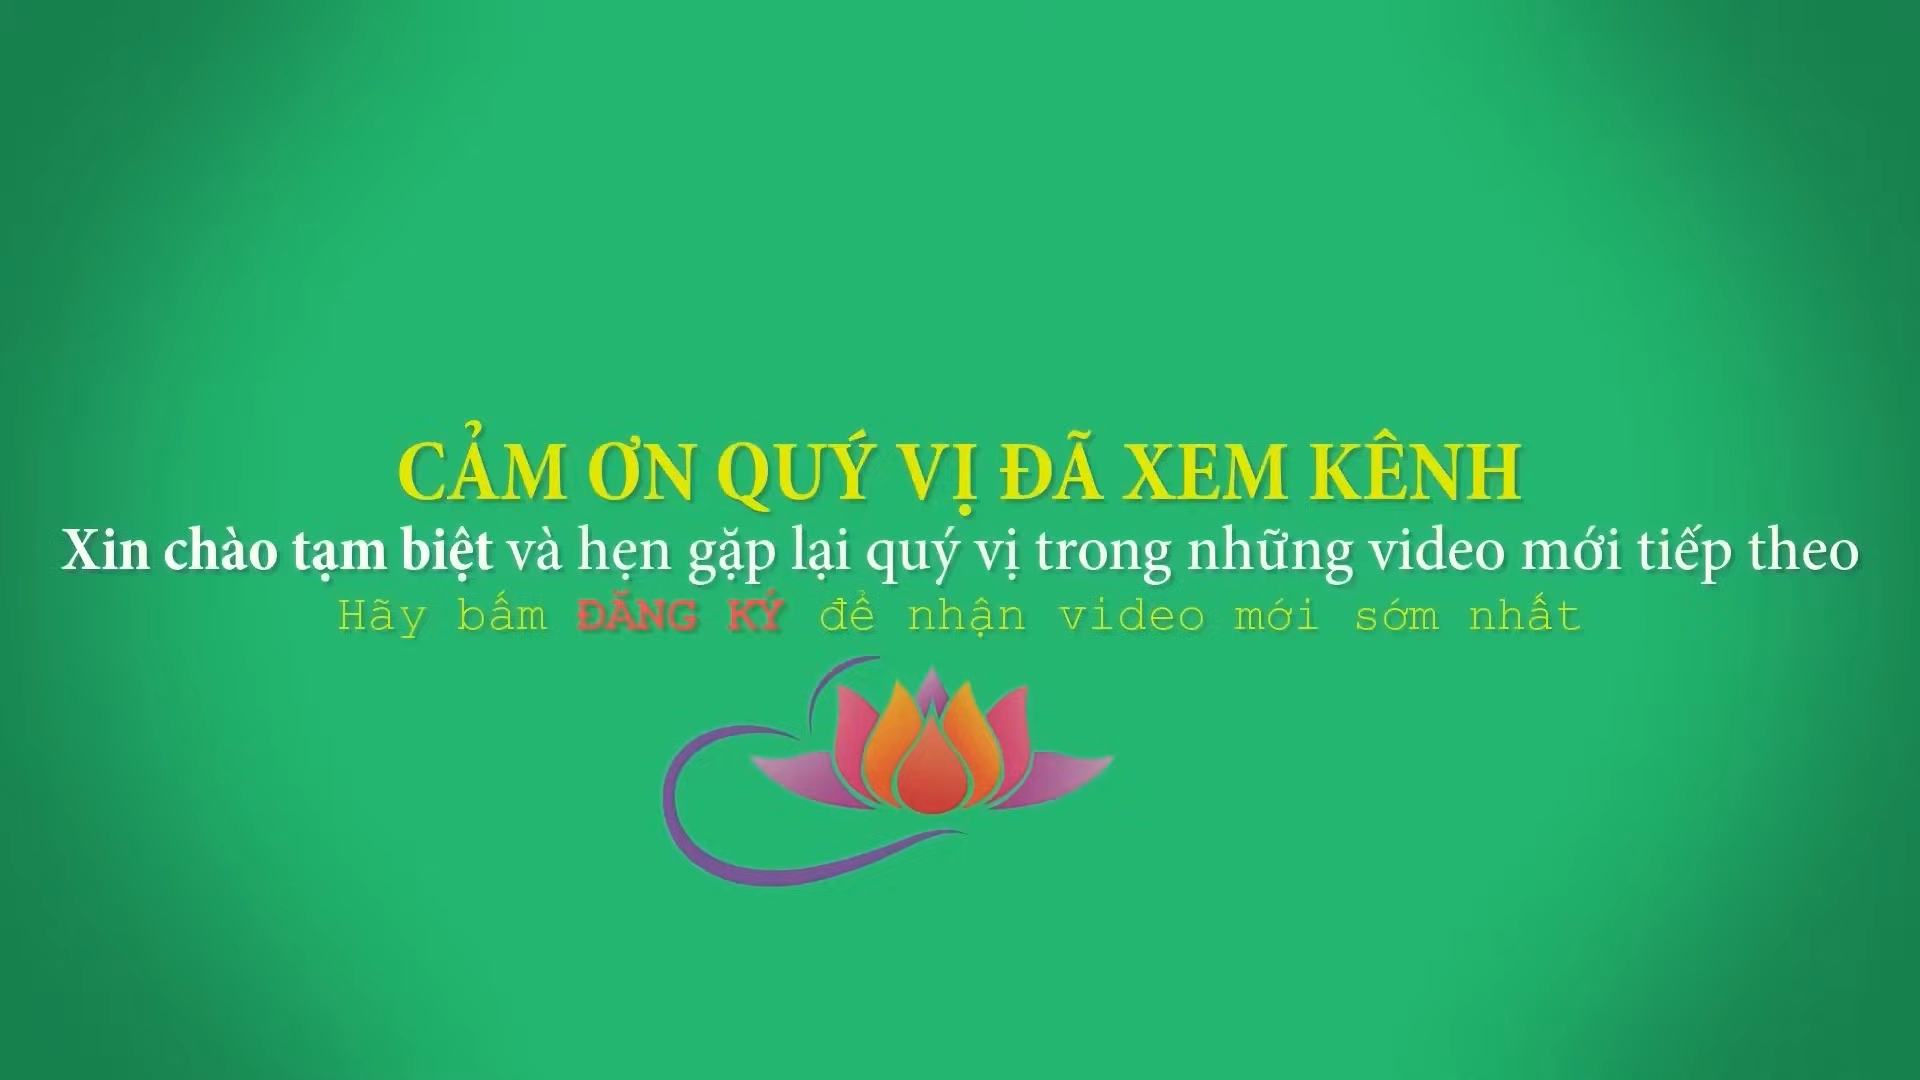 CẢM ƠN QUÝ VỊ ĐÃ XEM KÊNH
Xin chào tạm biệt và hẹn gặp lại quý vị trong những video mới tiếp theo
Hãy bấm ĐĂNG KÝ để nhận video mới sớm nhất